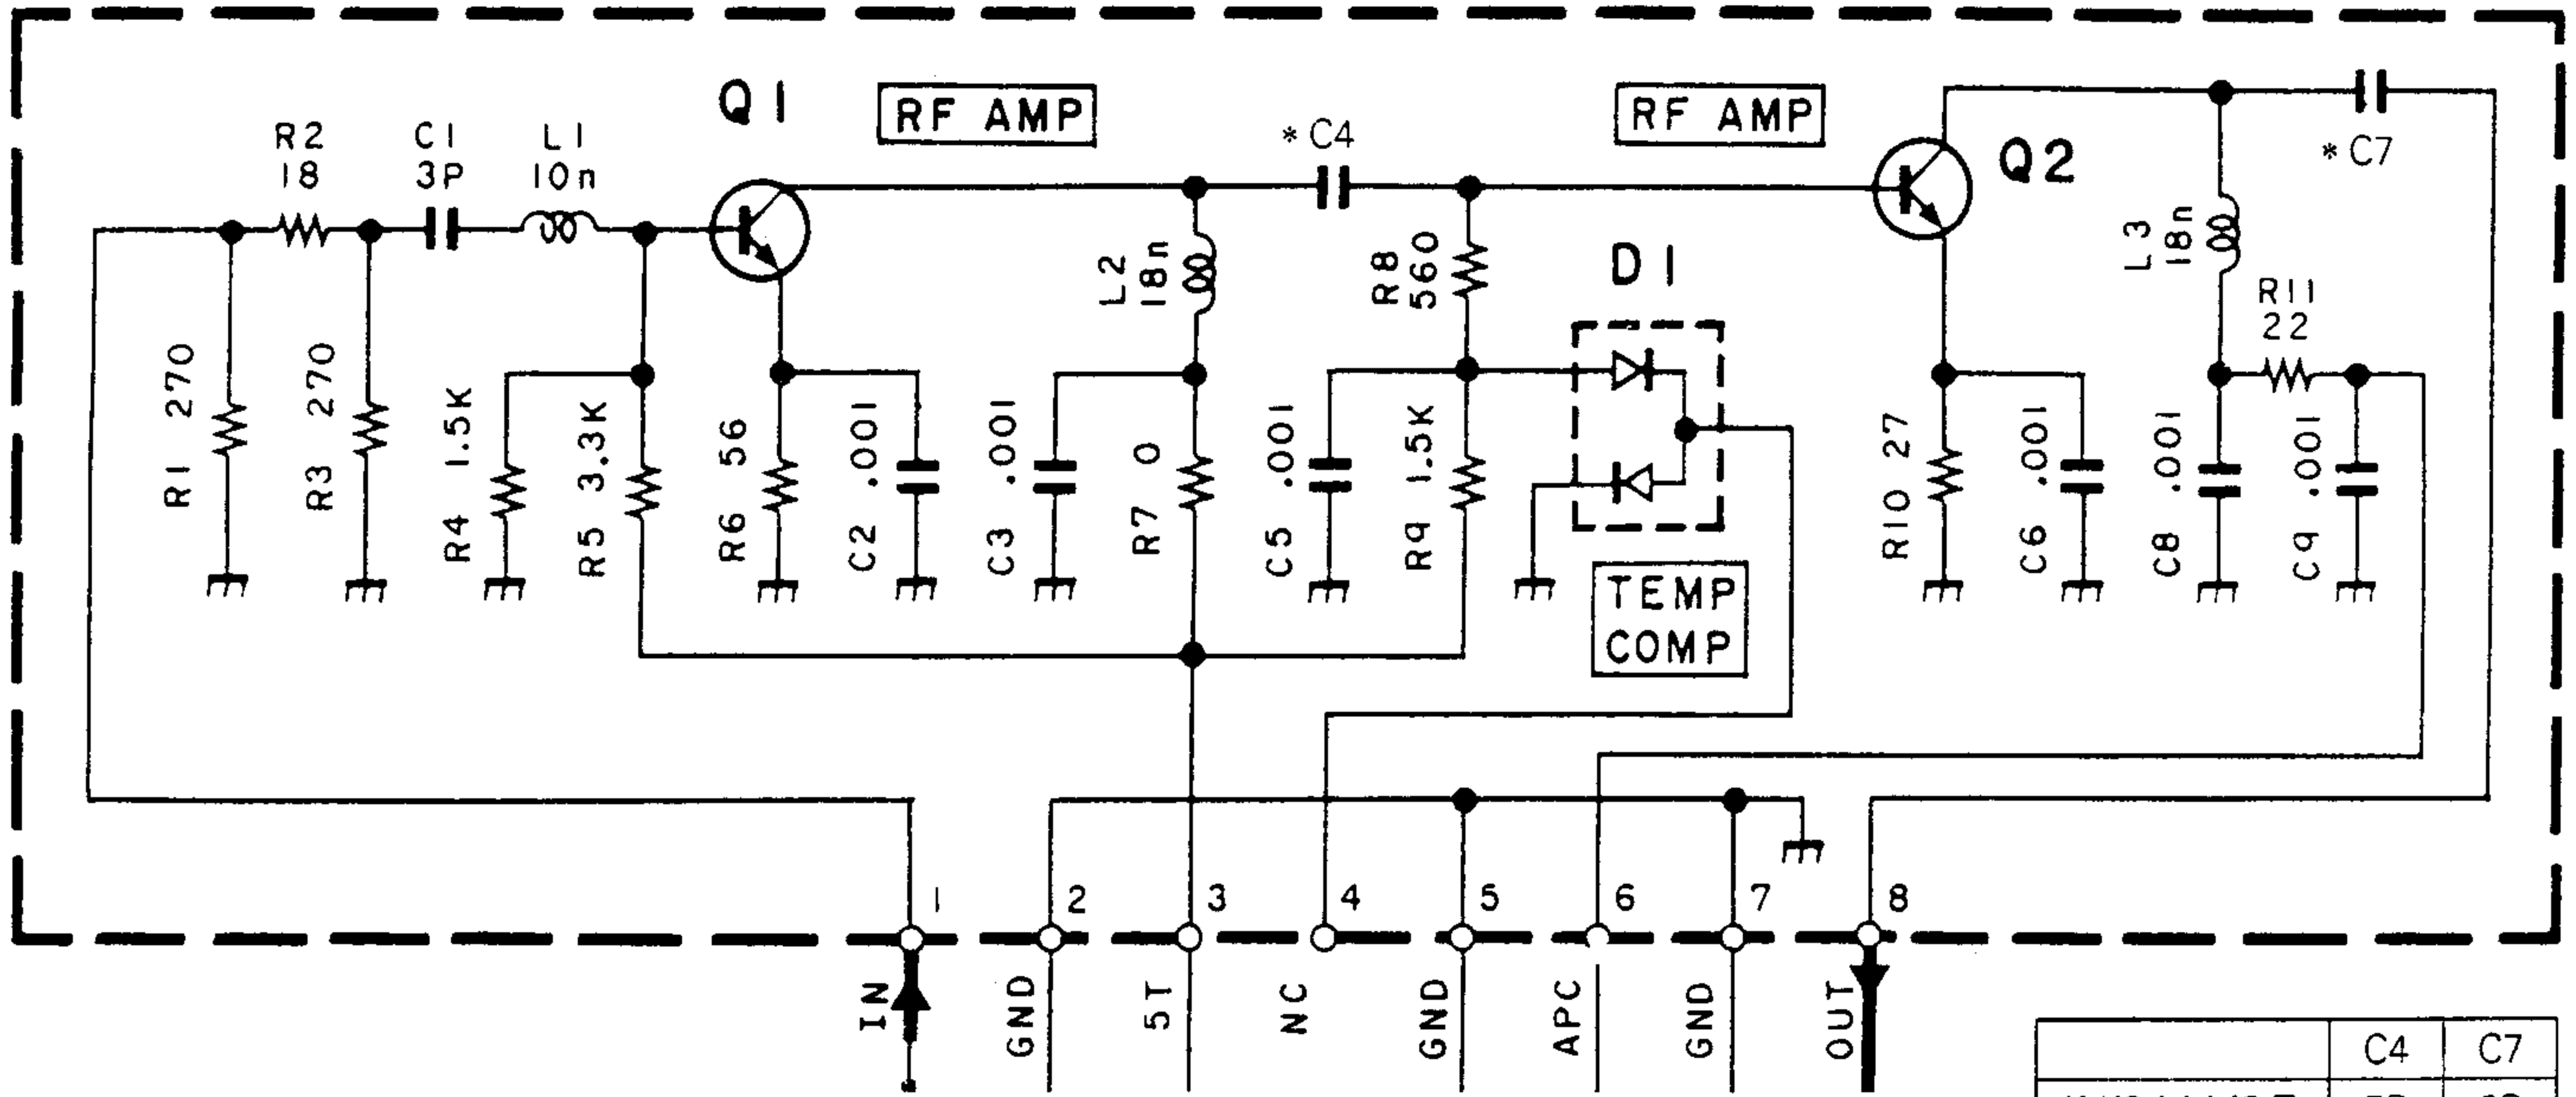 Q1
RF AMP
RF AMP
R2
18
C1
3P
L1
10n
* C4
* C7
Q2
L2
18n
R8
560
D1
L3
18n
R11
22
R1 270
R3 270
R4 1.5K
R5 3.3K
R6 56
C2 .001
C3 .001
R7 0
C5 .001
R9 1.5K
R10 27
C6 .001
C8 .001
C9 .001
TEMP
COMP
1
2
3
4
5
6
7
8
IN
GND
5T
NC
GND
APC
GND
OUT
C4
C7